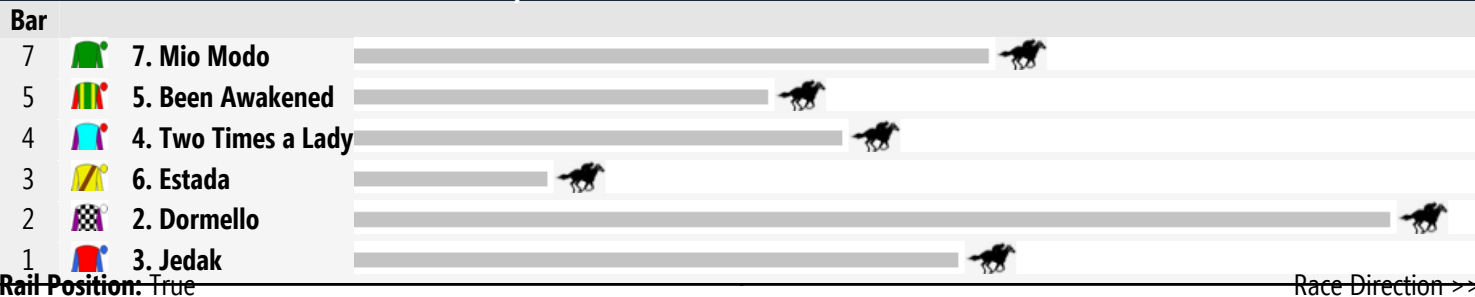 Bar
7 7. Mio Modo
5 5. Been Awakened
4 4. Two Times a Lady
3 6. Estada
2 2. Dormello
1 3. Jedak
Rail Position: True Race Direction >>